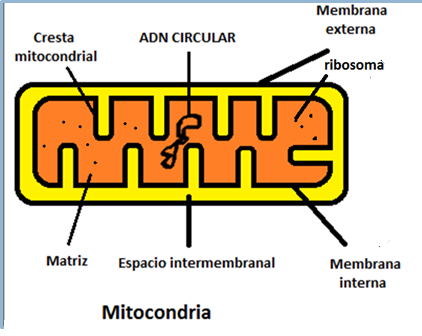 Membrana
externa
Cresta
mitocondrial
ADN CIRCULAR
ribosoma
Matriz
Espacio intermembranal
Membrana
interna
Mitocondria